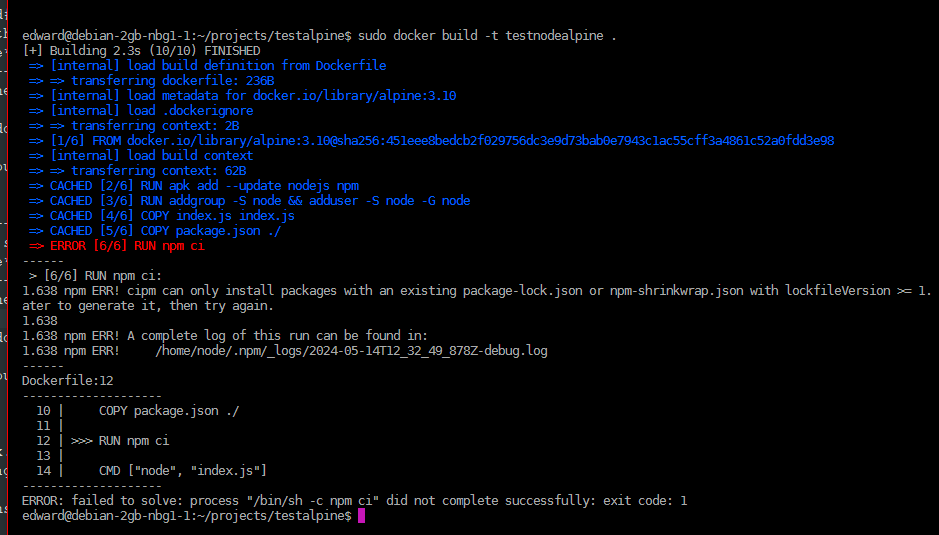 edward@debian-2gb-nbg1-1:~/projects/testalpine$ sudo docker build -t testnodealpine .
[+] Building 2.3s (10/10) FINISHED
=> [internal] load build definition from Dockerfile
=> => transferring dockerfile: 236B
=> [internal] load metadata for docker.io/library/alpine:3.10
=> [internal] load .dockerignore
=> => transferring context: 2B
=> [1/6] FROM docker.io/library/alpine:3.10@sha256:451eee8bedcb2f029756dc3e9d73bab0e7943c1ac55cff3a4861c52a0fdd3e98
=> [internal] load build context
=> => transferring context: 62B
=> CACHED [2/6] RUN apk add --update nodejs npm
=> CACHED [3/6] RUN addgroup -S node && adduser -S node -G node
=> CACHED [4/6] COPY index.js index.js
=> CACHED [5/6] COPY package.json ./
=> ERROR [6/6] RUN npm ci
------
> [6/6] RUN npm ci:
1.638 npm ERR! cipm can only install packages with an existing package-lock.json or npm-shrinkwrap.json with lockfileVersion >= 1.
ater to generate it, then try again.
1.638
1.638 npm ERR! A complete log of this run can be found in:
1.638 npm ERR!     /home/node/.npm/_logs/2024-05-14T12_32_49_878Z-debug.log
------
Dockerfile:12
--------------------
10 |     COPY package.json ./
11 |
12 | >>> RUN npm ci
13 |
14 |     CMD ["node", "index.js"]
--------------------
ERROR: failed to solve: process "/bin/sh -c npm ci" did not complete successfully: exit code: 1
edward@debian-2gb-nbg1-1:~/projects/testalpine$